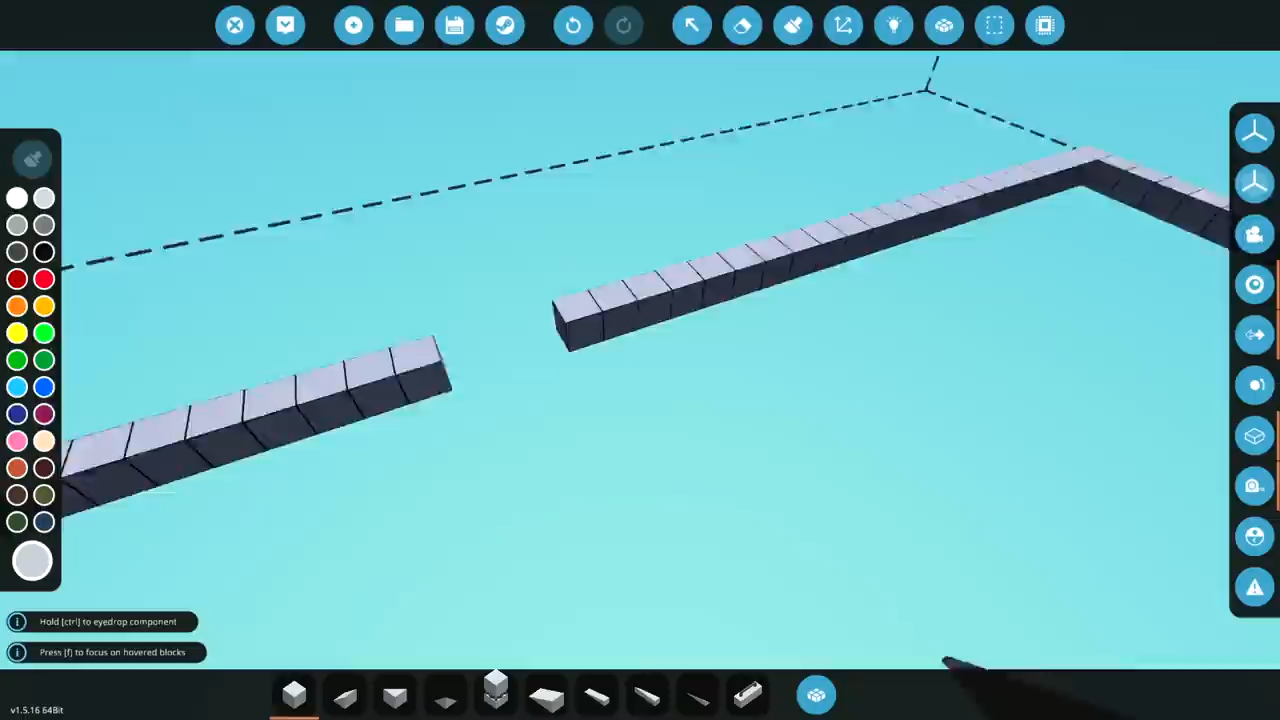 Hold [ctrl] to eyedrop component
Press [f] to focus on hovered blocks
v1.5.16 64Bit